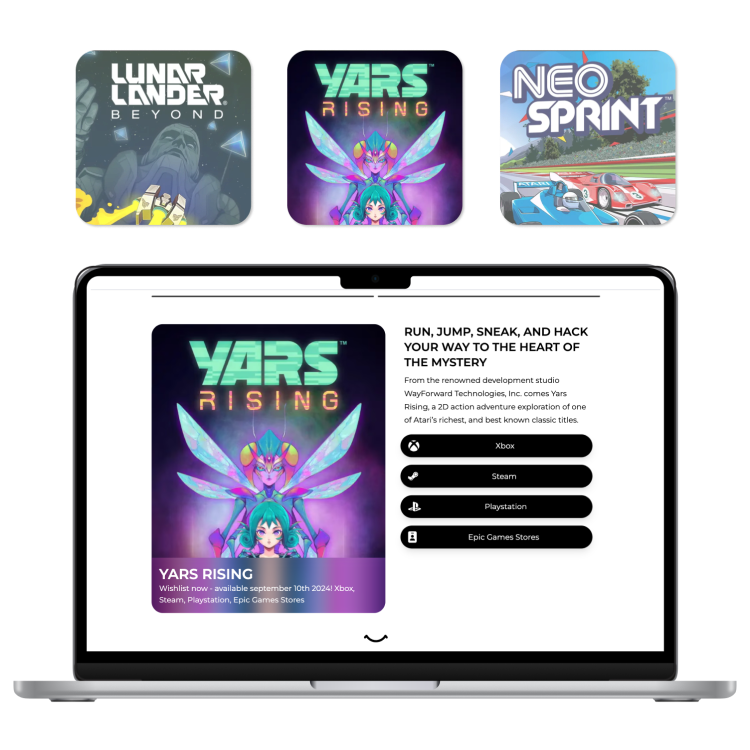 LUNAR
LANDER®
BEYOND
YARS™
RISING
NEO
SPRINT™
ATARI
3
YARS™
RISING
YARS RISING
Wishlist now - available september 10th 2024! Xbox,
Steam, Playstation, Epic Games Stores
RUN, JUMP, SNEAK, AND HACK
YOUR WAY TO THE HEART OF
THE MYSTERY
From the renowned development studio
WayForward Technologies, Inc. comes Yars
Rising, a 2D action adventure exploration of one
of Atari's richest, and best known classic titles.
Xbox
Steam
Playstation
Epic Games Stores